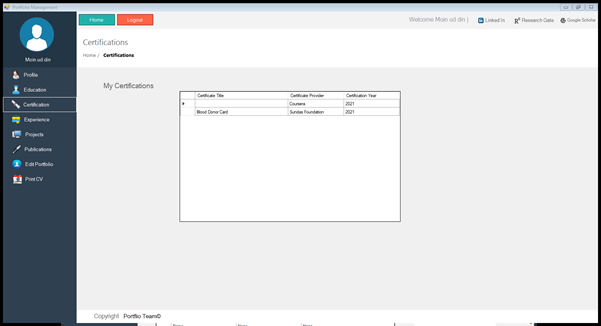 Portfolio Management
Home
Logout
Welcome Moin ud din |
Linked In
Research Gate
Google Scholar
Moin ud din
Certifications
Home / Certifications
Profile
Education
Certification
Experience
Projects
Publications
Edit Portfolio
Print CV
My Certifications
Certificate Title Certificate Provider Certification Year
Coursera 2021
Blood Donor Card Sundas Foundation 2021
Copyright Portflio Team©